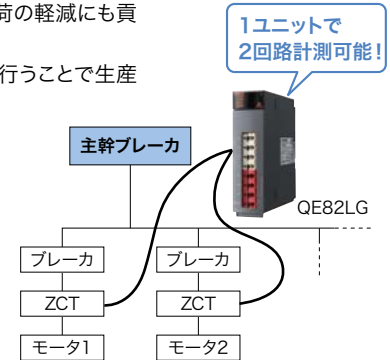 荷の軽減にも貢
行うことで生産
1ユニットで
2回路計測可能！
主幹ブレーカ
QE82LG
ブレーカ
ブレーカ
ZCT
ZCT
モータ1
モータ2